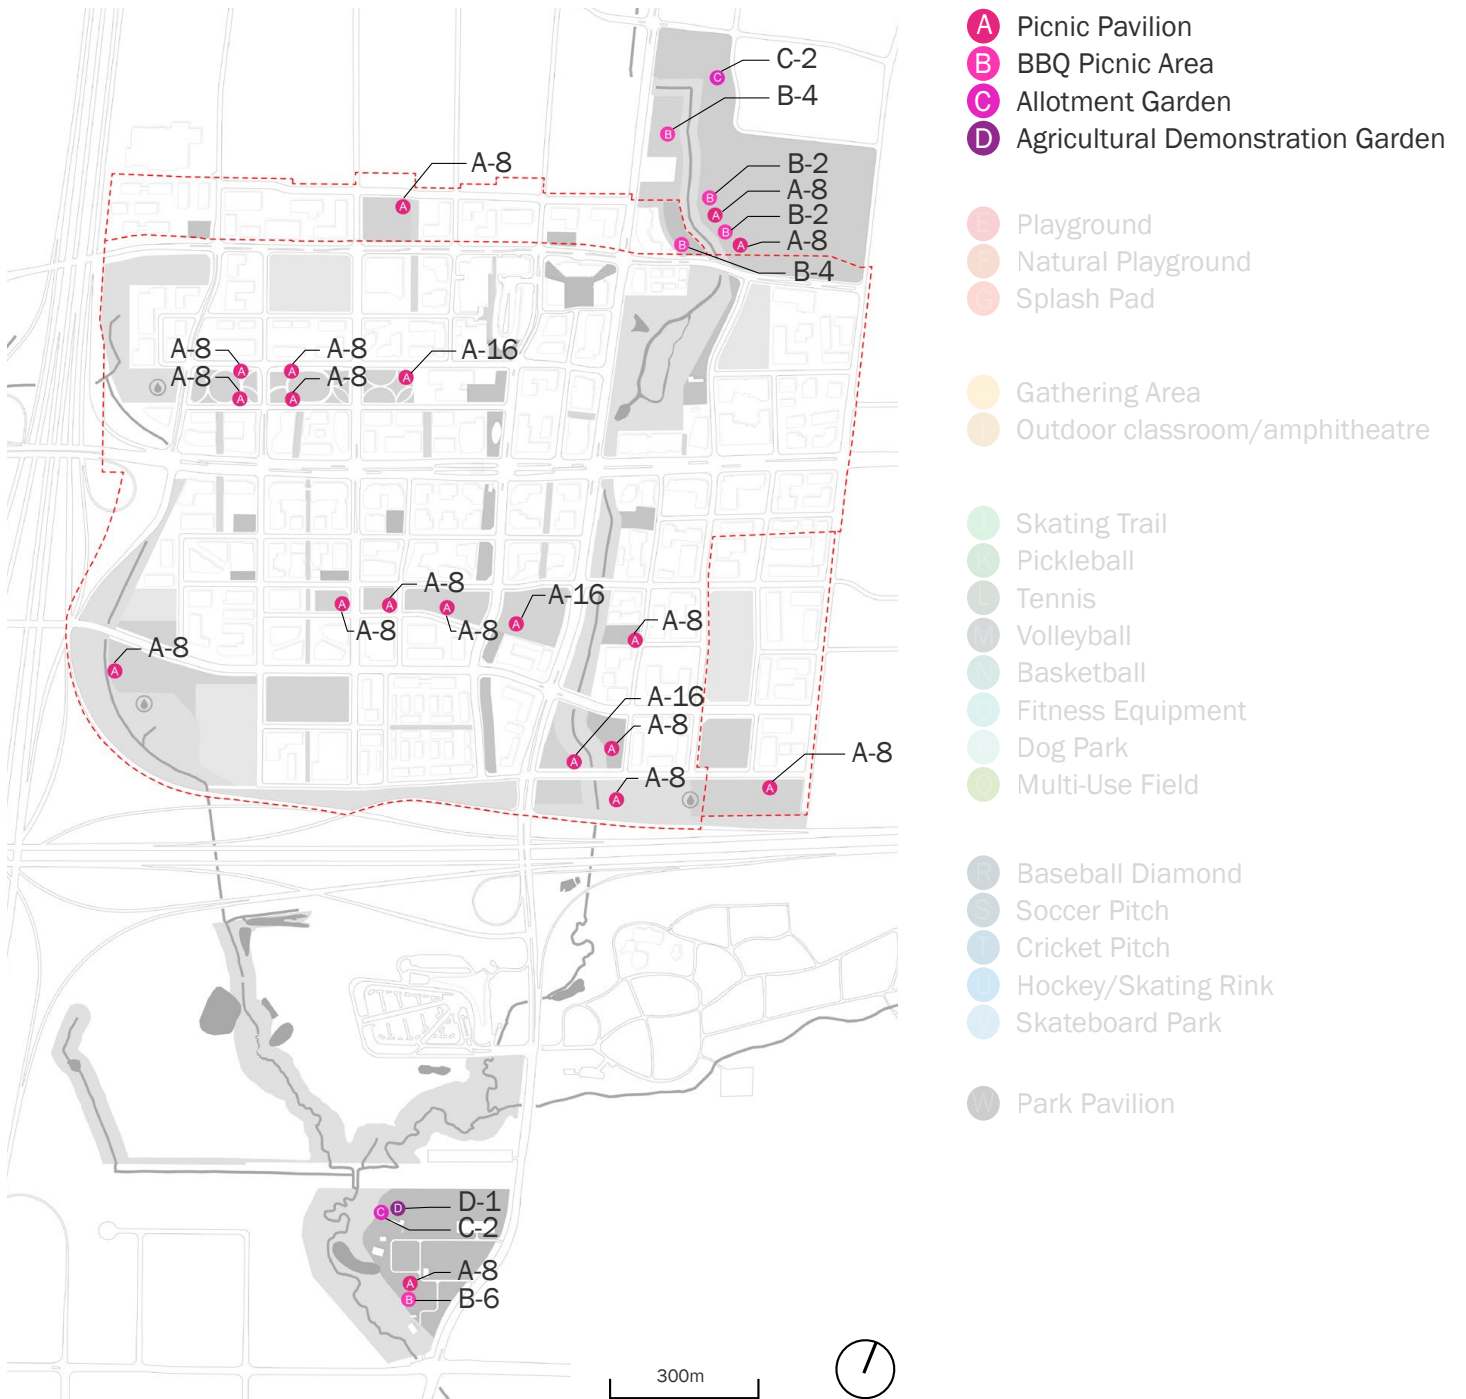 C-2
B-4
A-8
B-2
A-8
B-2
A-8
B-4
A-8
A-8
A-16
A-8
A-8
A-8
A-16
A-8
A-8
A-8
A-8
A-16
A-8
A-8
A-8
D-1
C-2
A-8
B-6
300m
A Picnic Pavilion
B BBQ Picnic Area
C Allotment Garden
D Agricultural Demonstration Garden
E Playground
F Natural Playground
G Splash Pad
Gathering Area
I Outdoor classroom/amphitheatre
J Skating Trail
K Pickleball
L Tennis
M Volleyball
N Basketball
Fitness Equipment
Dog Park
Multi-Use Field
R Baseball Diamond
S Soccer Pitch
T Cricket Pitch
U Hockey/Skating Rink
Skateboard Park
W Park Pavilion